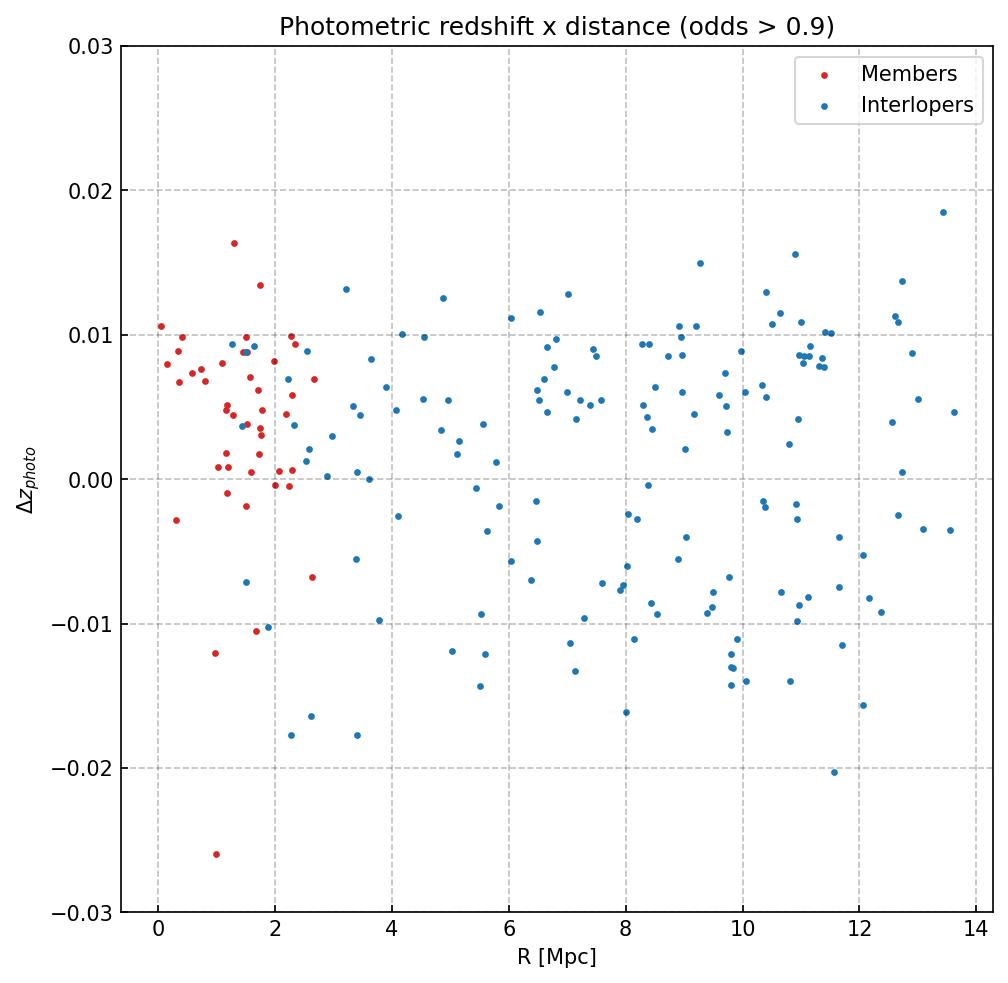 Photometric redshift x distance (odds > 0.9)
Members
Interlopers
0.03
0.02
0.01
0.00
−0.01
−0.02
−0.03
Δz_photo
0 2 4 6 8 10 12 14
R [Mpc]